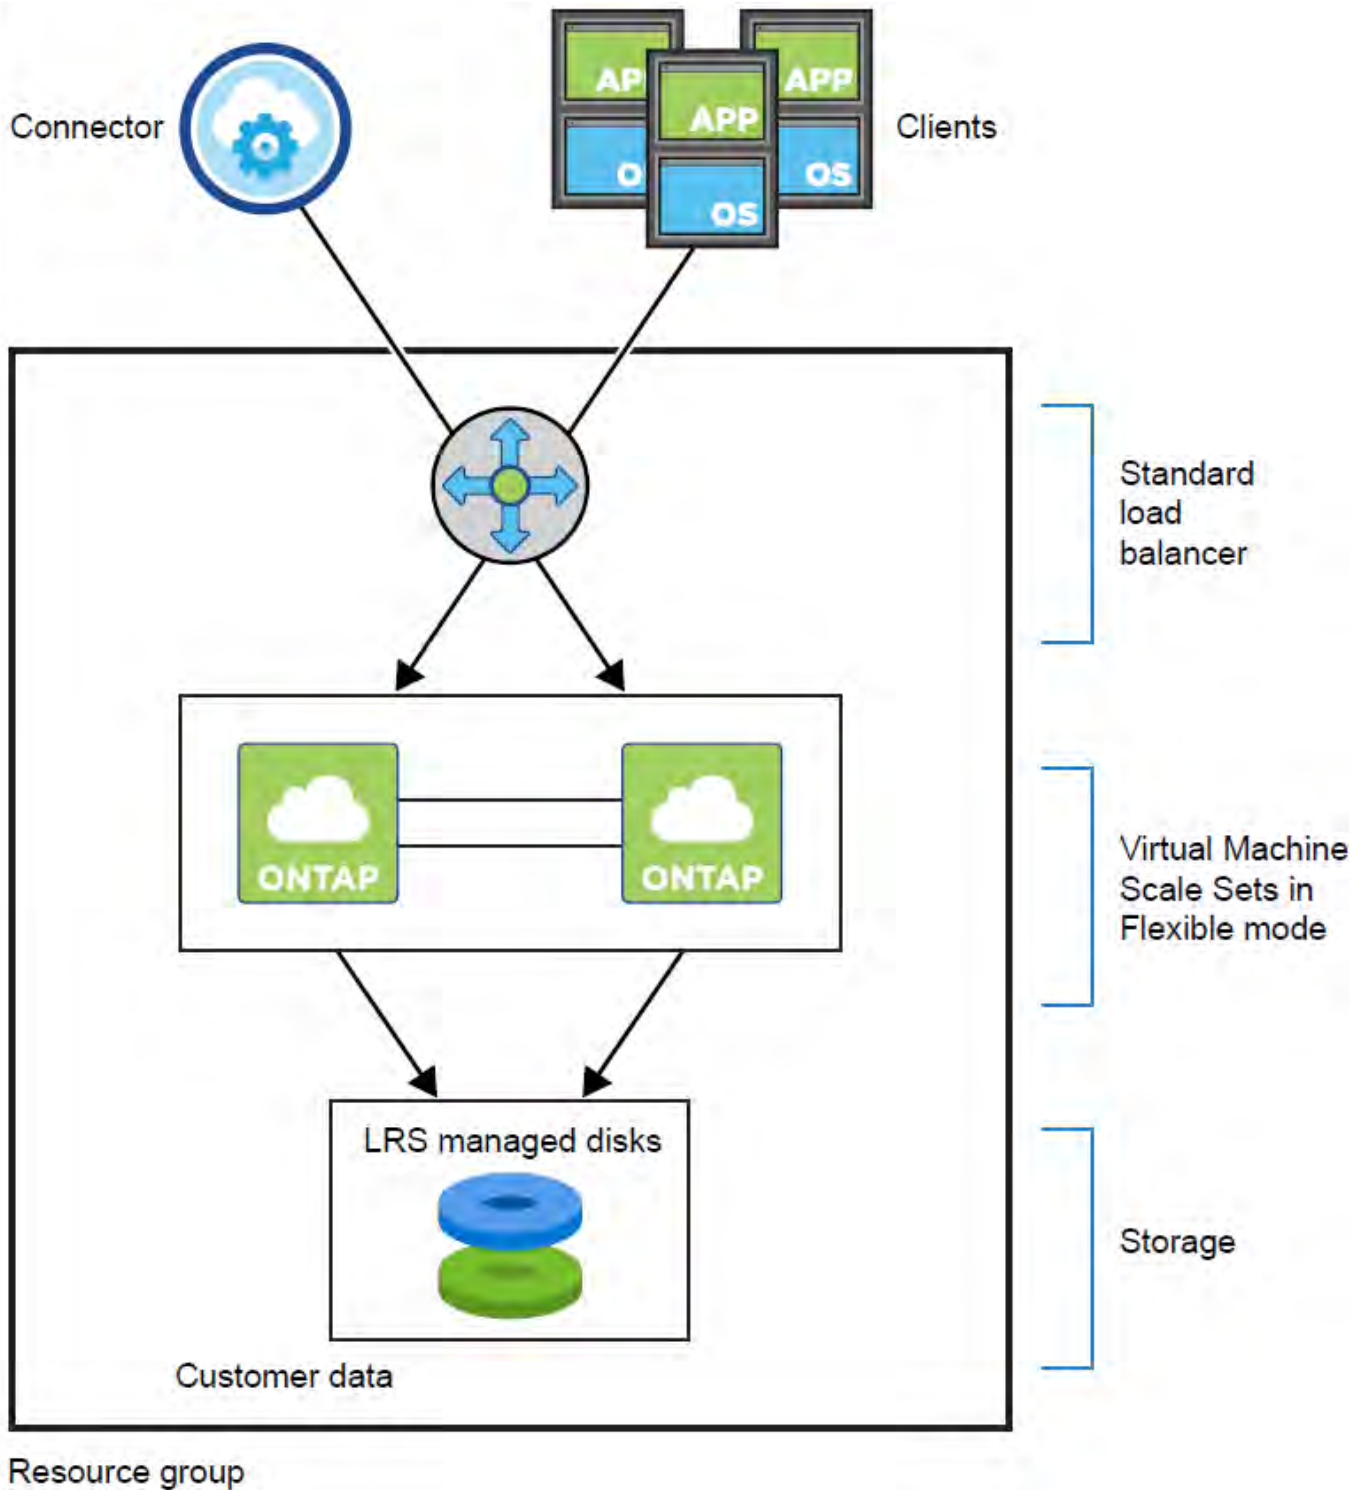 Connector
APP
APP
OS
OS
APP
OS
Clients
Standard
load
balancer
ONTAP
ONTAP
Virtual Machine
Scale Sets in
Flexible mode
LRS managed disks
Storage
Customer data
Resource group